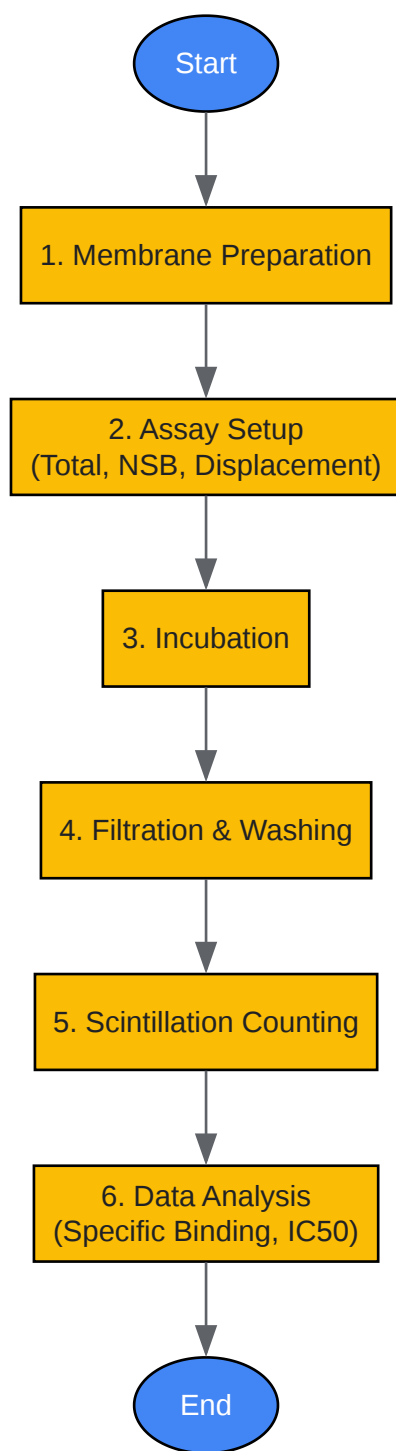 Start
1. Membrane Preparation
2. Assay Setup
(Total, NSB, Displacement)
3. Incubation
4. Filtration & Washing
5. Scintillation Counting
6. Data Analysis
(Specific Binding, IC50)
End